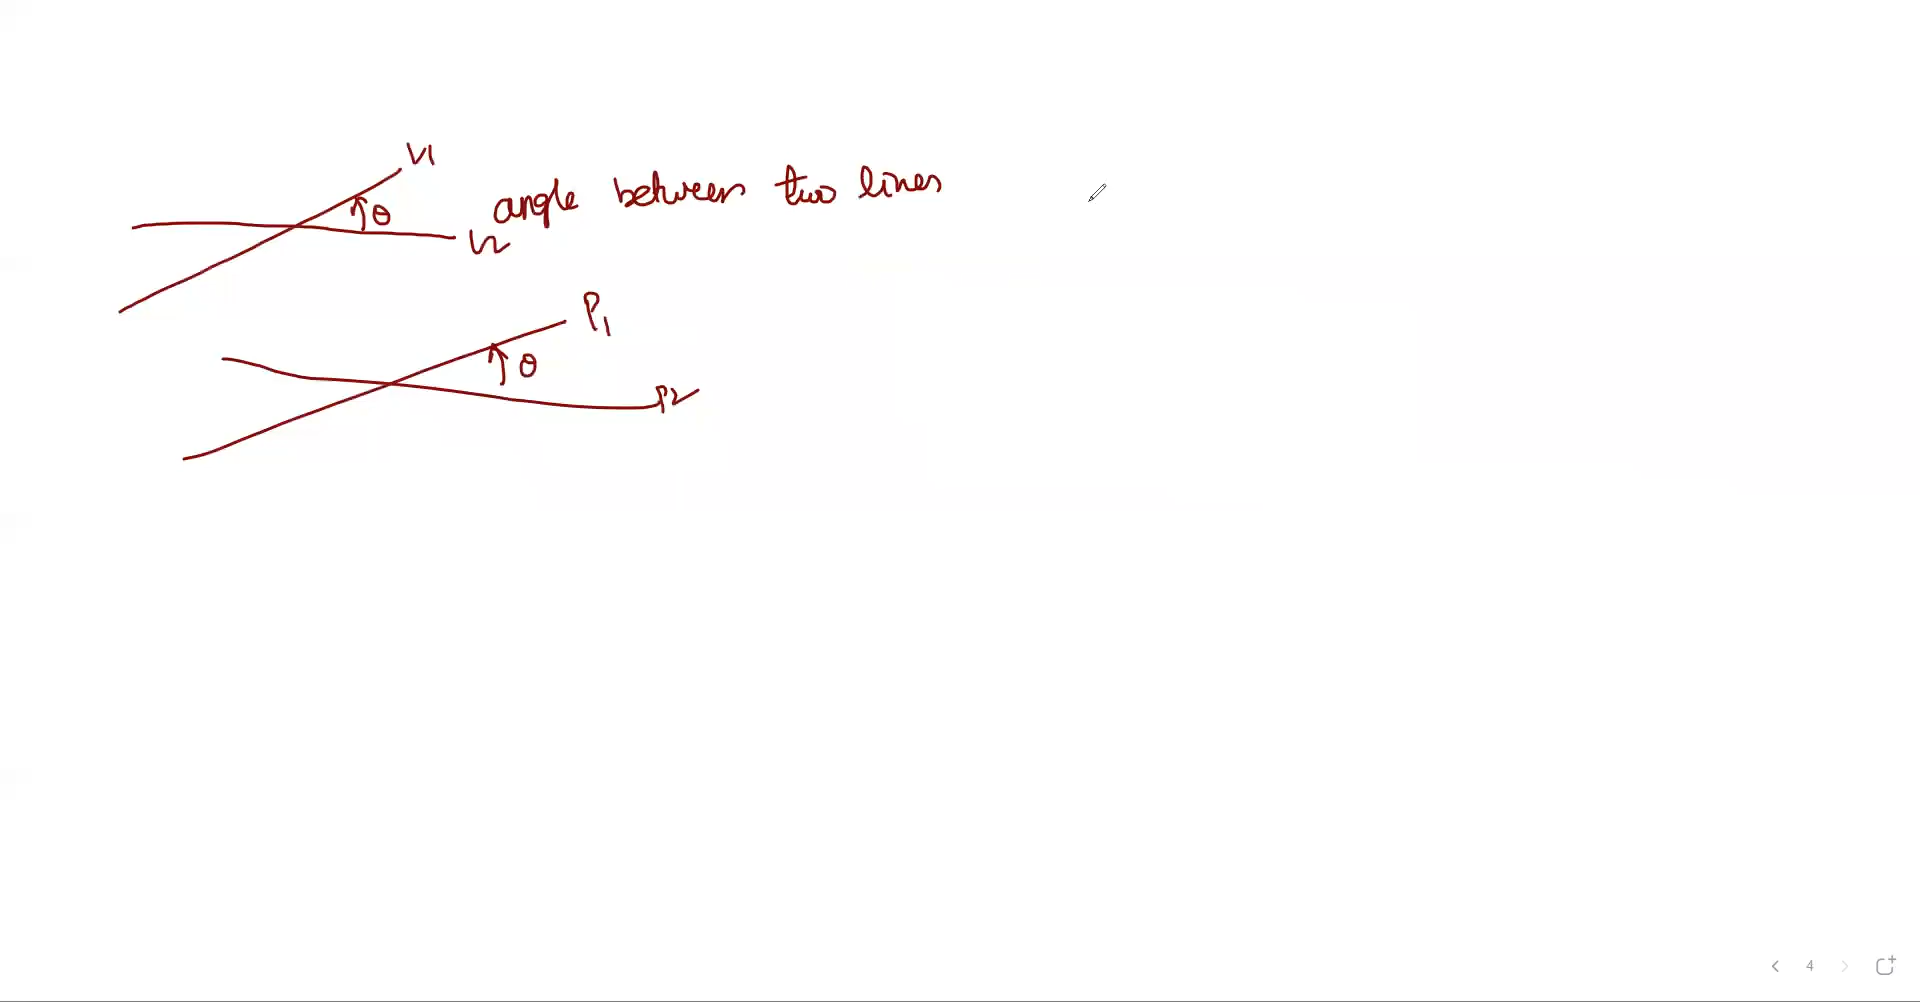 V1
θ angle between two lines
V2
P1
θ
P2
4